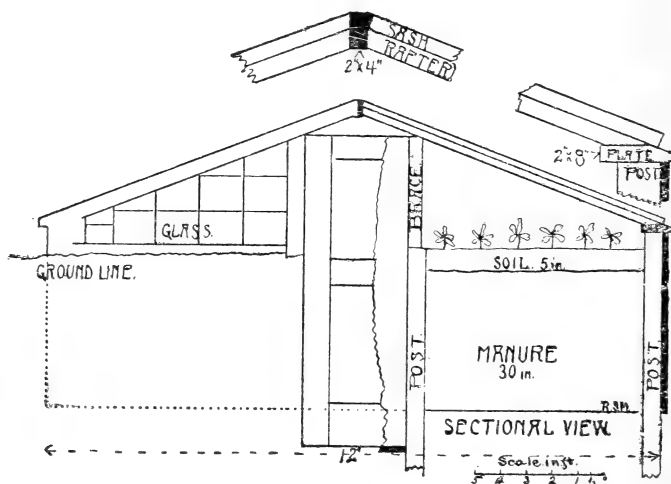 SASH
RAFTER
2"x4"
2"x8"
PLATE
POST
BRACE
GLASS.
GROUND LINE.
SOIL. 5 in.
POST.
MANURE
30 in.
POST.
R.S.M.
SECTIONAL VIEW.
12'
Scale in ft.
5 4 3 2 1 0